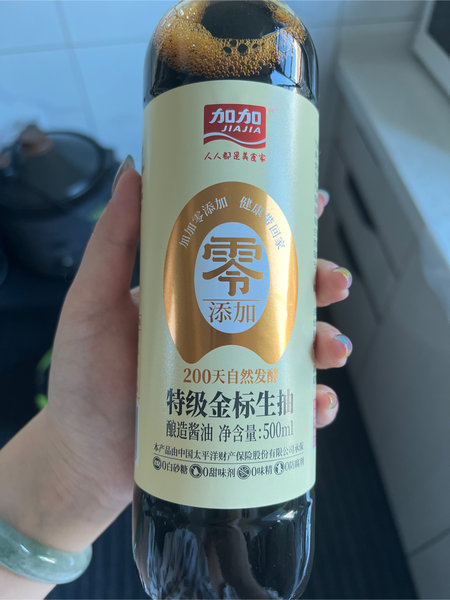 加加
JIAJIA
人人都是美食家
加加零添加 健康带回家
零
添加
200天自然发酵
特级金标生抽
酿造酱油 净含量:500ml
本产品由中国太平洋财产保险股份有限公司承保
0白砂糖 0甜味剂 0味精 0防腐剂